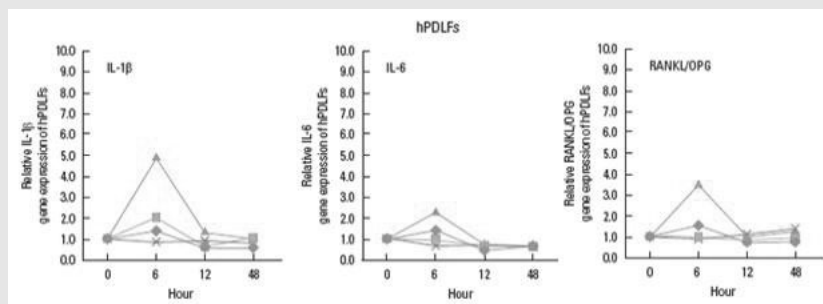 hPDLFs
IL-1β
Relative IL-1β
gene expression of hPDLFs
10.0
9.0
8.0
7.0
6.0
5.0
4.0
3.0
2.0
1.0
0.0
0 6 12 48
Hour
IL-6
Relative IL-6
gene expression of hPDLFs
10.0
9.0
8.0
7.0
6.0
5.0
4.0
3.0
2.0
1.0
0.0
0 6 12 48
Hour
RANKL/OPG
Relative RANKL/OPG
gene expression of hPDLFs
10.0
9.0
8.0
7.0
6.0
5.0
4.0
3.0
2.0
1.0
0.0
0 6 12 48
Hour